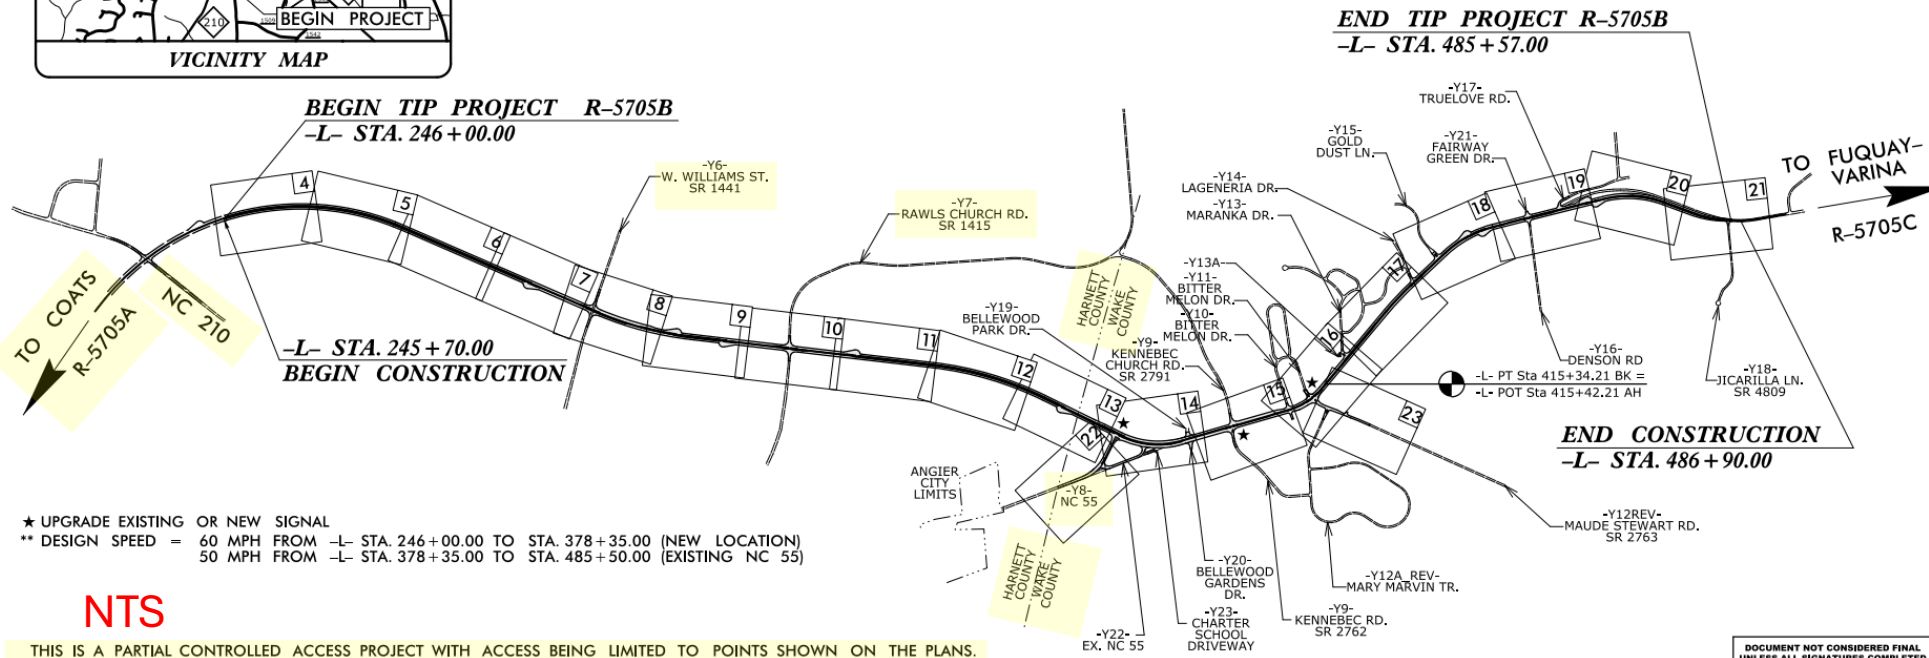 210
1509
BEGIN PROJECT
1542
VICINITY MAP
END TIP PROJECT R–5705B
–L– STA. 485+57.00
BEGIN TIP PROJECT R–5705B
–L– STA. 246+00.00
-Y6-
W. WILLIAMS ST.
SR 1441
-Y7-
RAWLS CHURCH RD.
SR 1415
-Y17-
TRUELOVE RD.
-Y15-
GOLD
DUST LN.
-Y21-
FAIRWAY
GREEN DR.
-Y14-
LAGENERIA DR.
-Y13-
MARANKA DR.
-Y13A-
-Y11-
BITTER
MELON DR.
-Y10-
BITTER
MELON DR.
-Y19-
BELLEWOOD
PARK DR.
-Y9-
KENNEBEC
CHURCH RD.
SR 2791
TO FUQUAY–
VARINA
R–5705C
4
5
6
7
8
9
10
11
12
13
14
15
16
17
18
19
20
21
22
23
TO COATS
R–5705A
NC 210
–L– STA. 245+70.00
BEGIN CONSTRUCTION
HARNETT
COUNTY
WAKE
COUNTY
-Y16-
DENSON RD
-L- PT Sta 415+34.21 BK =
-L- POT Sta 415+42.21 AH
-Y18-
JICARILLA LN.
SR 4809
END CONSTRUCTION
–L– STA. 486+90.00
ANGIER
CITY
LIMITS
-Y8-
NC 55
HARNETT
COUNTY
WAKE
COUNTY
-Y12REV-
MAUDE STEWART RD.
SR 2763
-Y12A_REV-
MARY MARVIN TR.
-Y20-
BELLEWOOD
GARDENS
DR.
-Y9-
KENNEBEC RD.
SR 2762
-Y23-
CHARTER
SCHOOL
DRIVEWAY
-Y22-
EX. NC 55
★ UPGRADE EXISTING OR NEW SIGNAL
** DESIGN SPEED = 60 MPH FROM –L– STA. 246+00.00 TO STA. 378+35.00 (NEW LOCATION)
50 MPH FROM –L– STA. 378+35.00 TO STA. 485+50.00 (EXISTING NC 55)
NTS
THIS IS A PARTIAL CONTROLLED ACCESS PROJECT WITH ACCESS BEING LIMITED TO POINTS SHOWN ON THE PLANS.
DOCUMENT NOT CONSIDERED FINAL
UNLESS ALL SIGNATURES COMPLETED